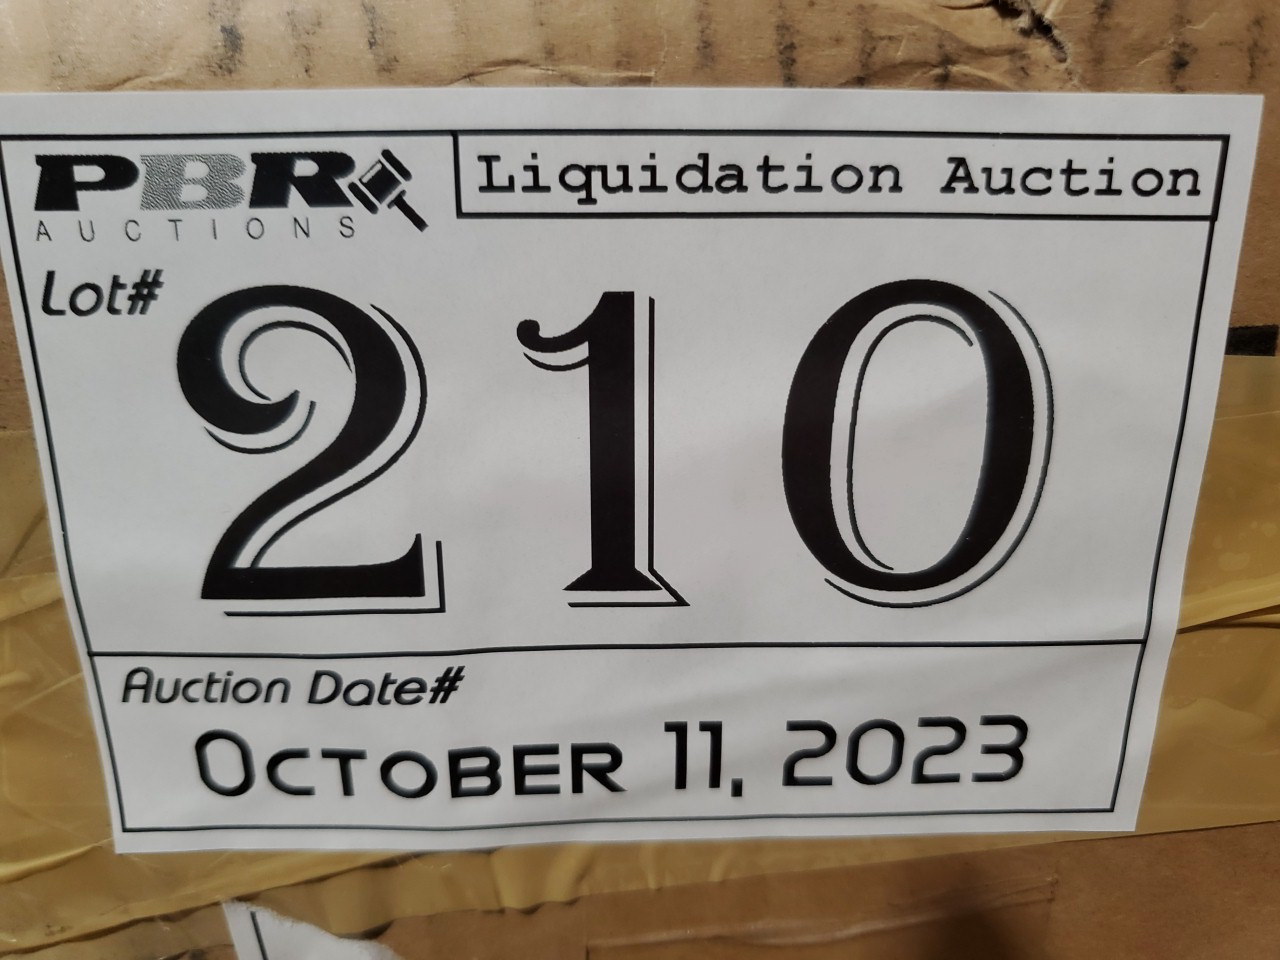 PBR
AUCTIONS
Liquidation Auction
Lot#
210
Auction Date#
October 11, 2023